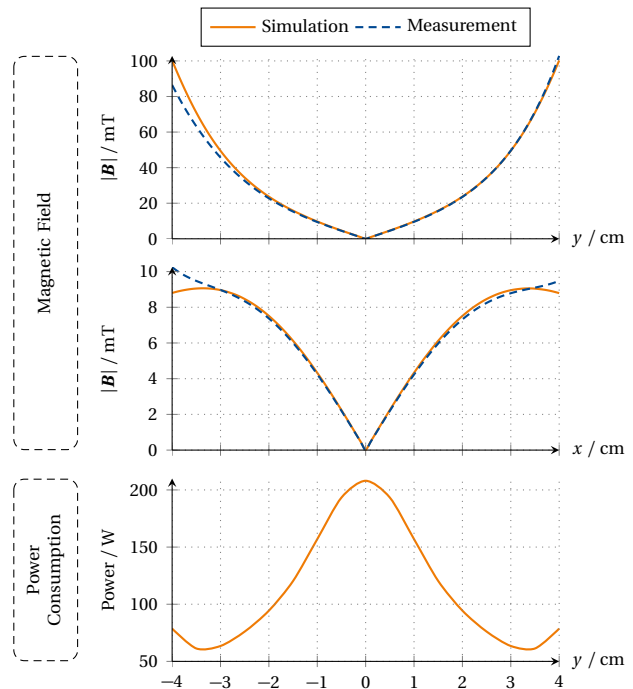 Simulation Measurement
Magnetic Field
|B| / mT
100
80
60
40
20
0
y / cm
|B| / mT
10
8
6
4
2
0
x / cm
Power
Consumption
Power / W
200
150
100
50
y / cm
−4 −3 −2 −1 0 1 2 3 4